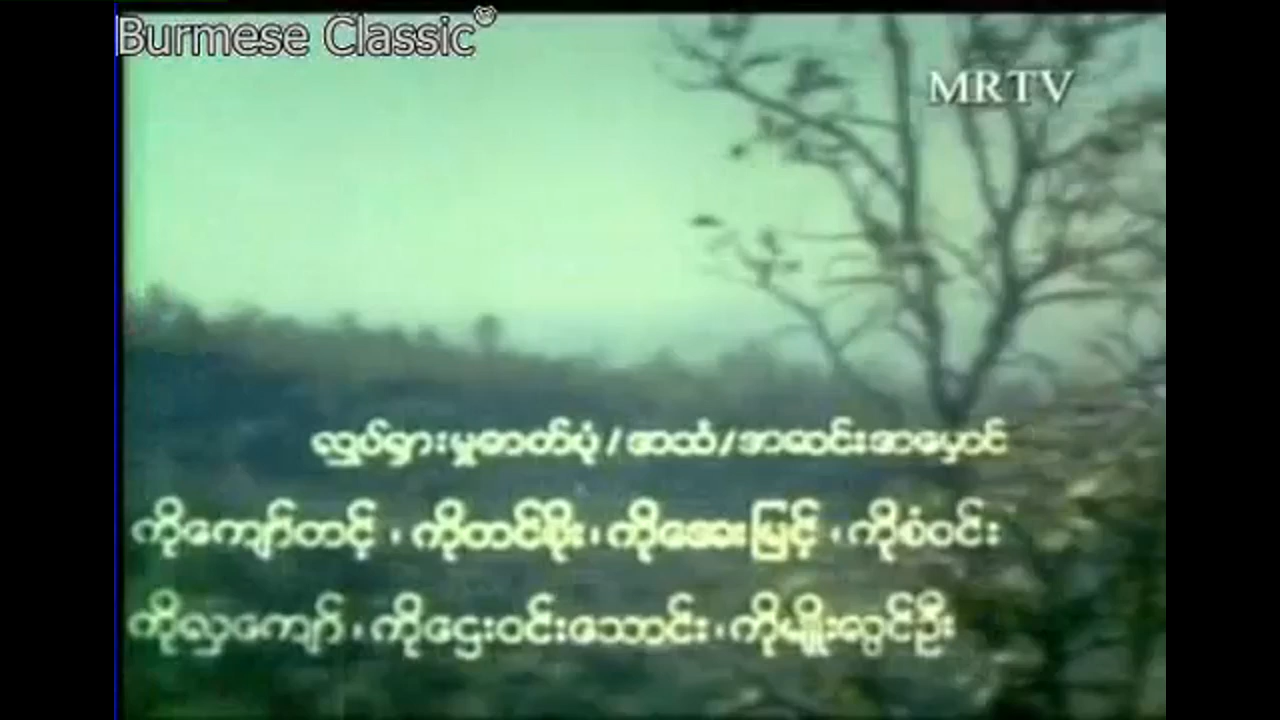 Burmese Classic
MRTV
လှုပ်ရှားမှုဓာတ်ပုံ/အသံ/အဆင်းအမှောင်
ကိုကျော်တင့်၊ ကိုတင်စိုး၊ ကိုအေးမြင့်၊ ကိုစံဝင်း
ကိုလှကျော်၊ ကိုဌေးဝင်းသောင်း၊ ကိုမျိုးလွင်ဦး